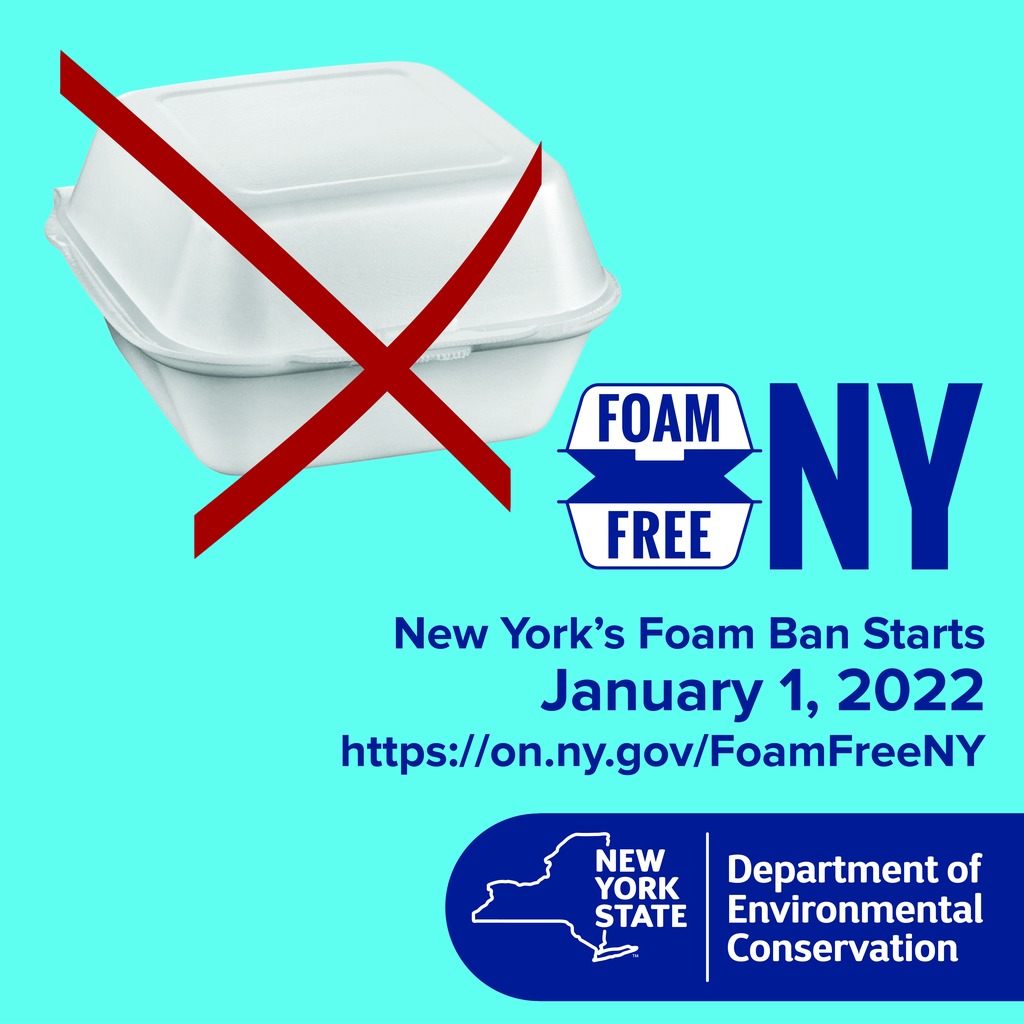 FOAM
FREE
NY
New York's Foam Ban Starts
January 1, 2022
https://on.ny.gov/FoamFreeNY
NEW
YORK
STATE
™
Department of
Environmental
Conservation